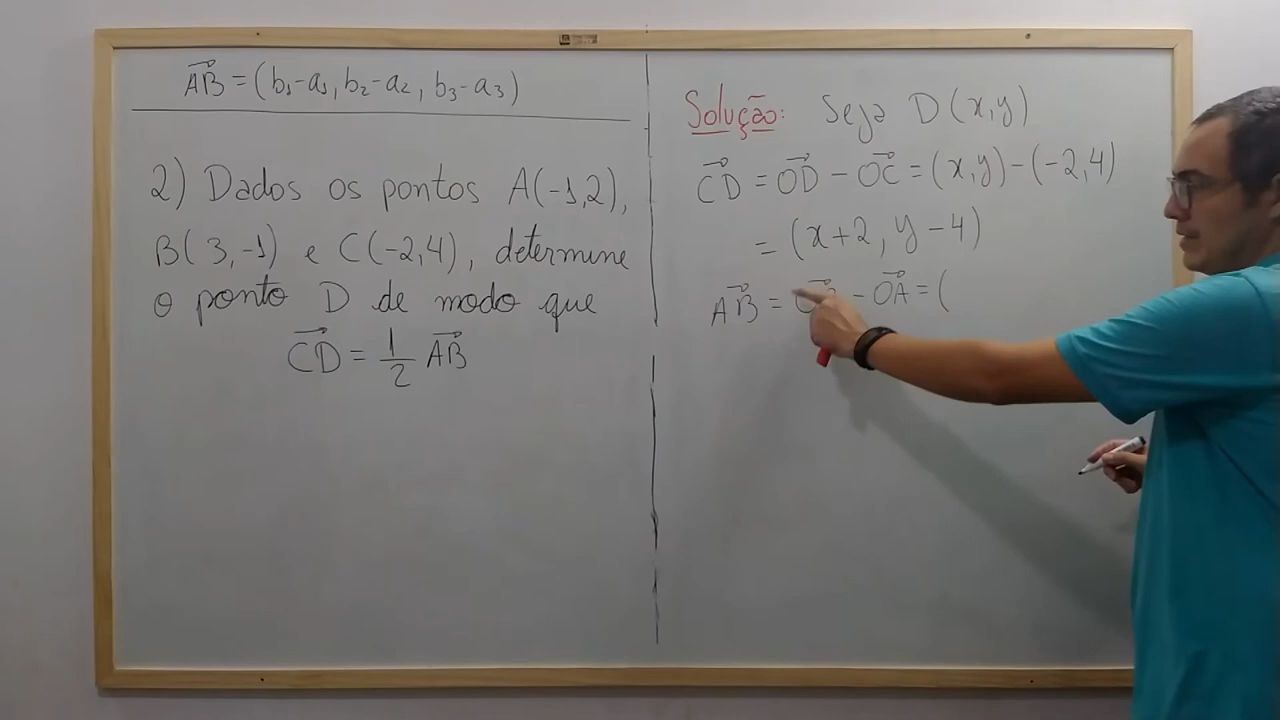 AB⃗ = (b₁-a₁, b₂-a₂, b₃-a₃)
2) Dados os pontos A(-1,2),
B(3,-1) e C(-2,4), determine
o ponto D de modo que
CD⃗ = 1/2 AB⃗
Solução: Seja D(x,y)
CD⃗ = OD⃗ - OC⃗ = (x,y)-(-2,4)
= (x+2, y-4)
AB⃗ = - OA⃗ = (